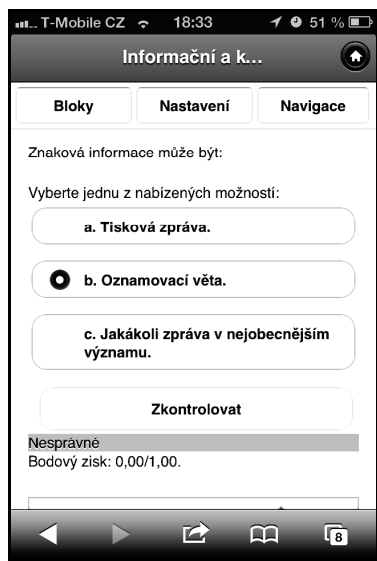 T-Mobile CZ 18:33 51 %
Informační a k...
Bloky Nastavení Navigace
Znaková informace může být:
Vyberte jednu z nabízených možností:
a. Tisková zpráva.
b. Oznamovací věta.
c. Jakákoli zpráva v nejobecnějším
významu.
Zkontrolovat
Nesprávné
Bodový zisk: 0,00/1,00.
8